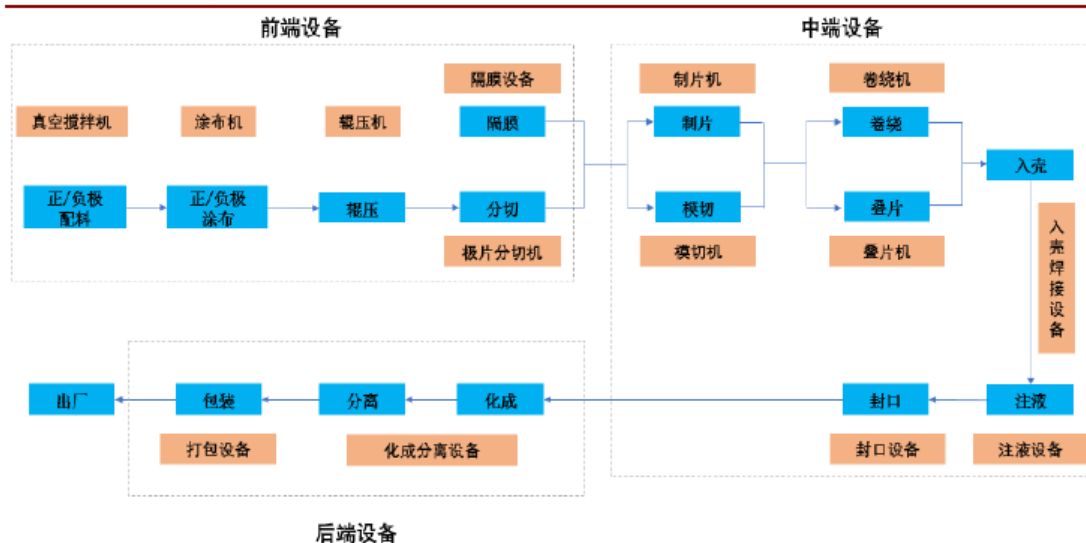 前端设备
中端设备
隔膜设备
制片机
卷绕机
真空搅拌机
涂布机
辊压机
隔膜
制片
卷绕
入壳
正/负极
配料
正/负极
涂布
辊压
分切
模切
叠片
极片分切机
模切机
叠片机
入壳焊接设备
出厂
包装
分离
化成
封口
注液
打包设备
化成分离设备
封口设备
注液设备
后端设备